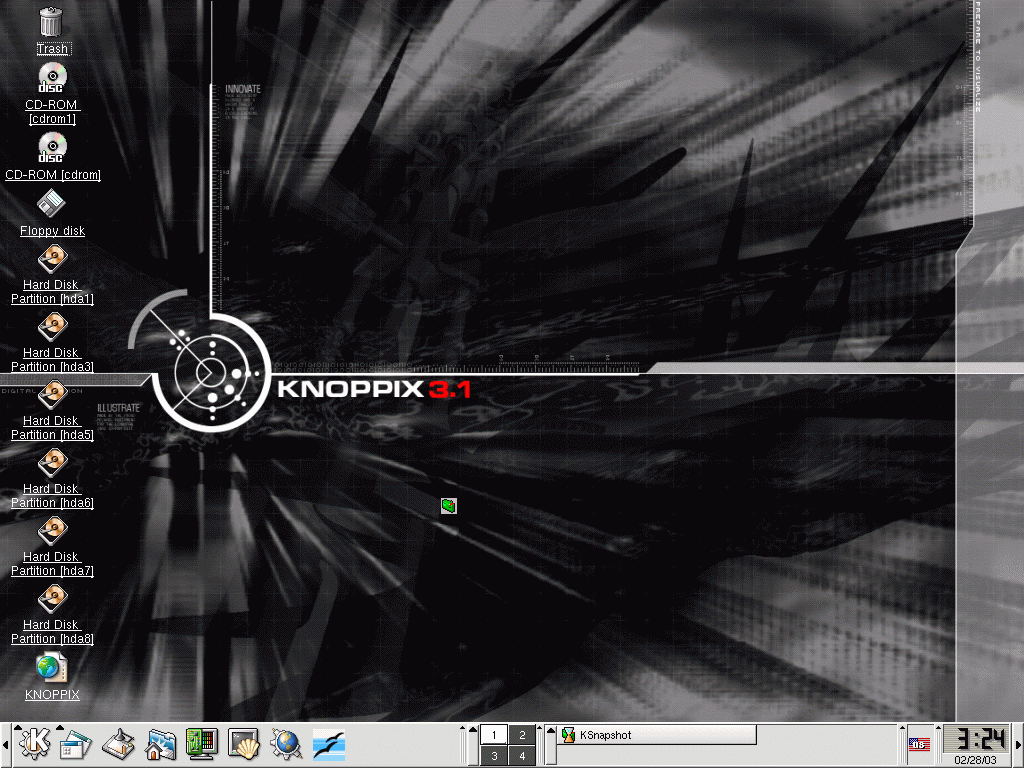 Trash
disc
CD-ROM
[cdrom1]
disc
CD-ROM [cdrom]
Floppy disk
Hard Disk
Partition [hda1]
Hard Disk
Partition [hda3]
Hard Disk
Partition [hda5]
Hard Disk
Partition [hda6]
Hard Disk
Partition [hda7]
Hard Disk
Partition [hda8]
KNOPPIX
INNOVATE
PREPARE TO VISUALIZE
KNOPPIX 3.1
ILLUSTRATE
K
1 2
3 4
KSnapshot
us
3:24
02/28/03